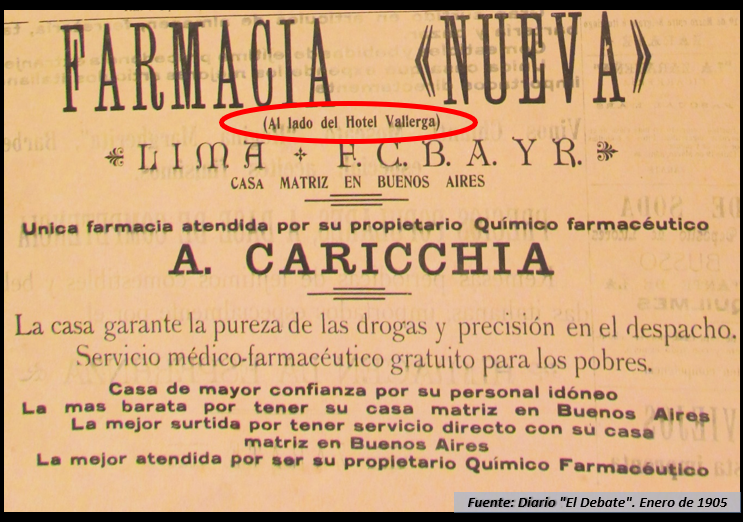 FARMACIA «NUEVA»
(Al lado del Hotel Vallerga)
LIMA + F. C. B. A. Y R.
CASA MATRIZ EN BUENOS AIRES
Unica farmacia atendida por su propietario Químico farmacéutico
A. CARICCHIA
La casa garante la pureza de las drogas y precisión en el despacho.
Servicio médico-farmacéutico gratuito para los pobres.
Casa de mayor confianza por su personal idóneo
La mas barata por tener su casa matriz en Buenos Aires
La mejor surtida por tener servicio directo con su casa
matriz en Buenos Aires
La mejor atendida por ser su propietario Químico Farmacéutico
Fuente: Diario "El Debate". Enero de 1905